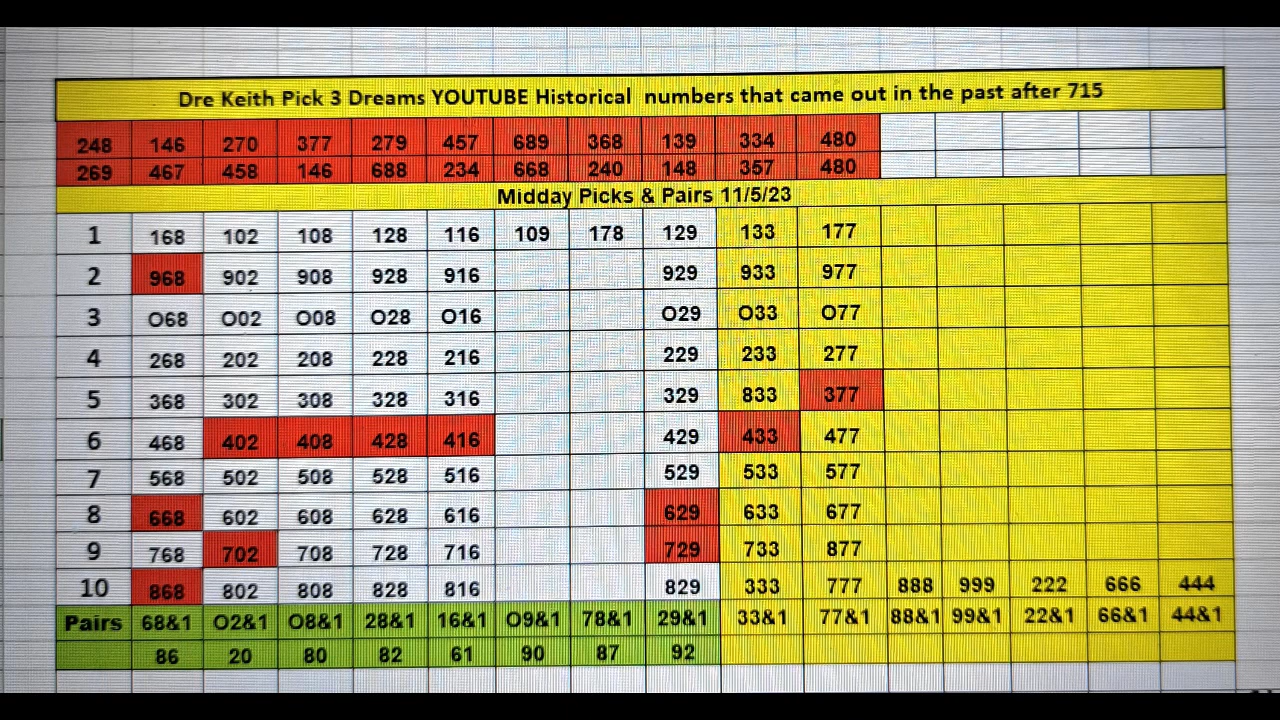 Dre Keith Pick 3 Dreams YOUTUBE Historical numbers that came out in the past after 715
248 146 270 377 279 457 689 368 139 334 480
269 467 458 146 688 234 668 240 148 357 480
Midday Picks & Pairs 11/5/23
1 168 102 108 128 116 109 178 129 133 177
2 968 902 908 928 916 929 933 977
3 O68 O02 O08 O28 O16 O29 O33 O77
4 268 202 208 228 216 229 233 277
5 368 302 308 328 316 329 833 377
6 468 402 408 428 416 429 433 477
7 568 502 508 528 516 529 533 577
8 668 602 608 628 616 629 633 677
9 768 702 708 728 716 729 733 877
10 868 802 808 828 816 829 333 777 888 999 222 666 444
Pairs 68&1 O2&1 O8&1 28&1 16&1 O9&1 78&1 29&1 33&1 77&1 88&1 99&1 22&1 66&1 44&1
86 20 80 82 61 90 87 92